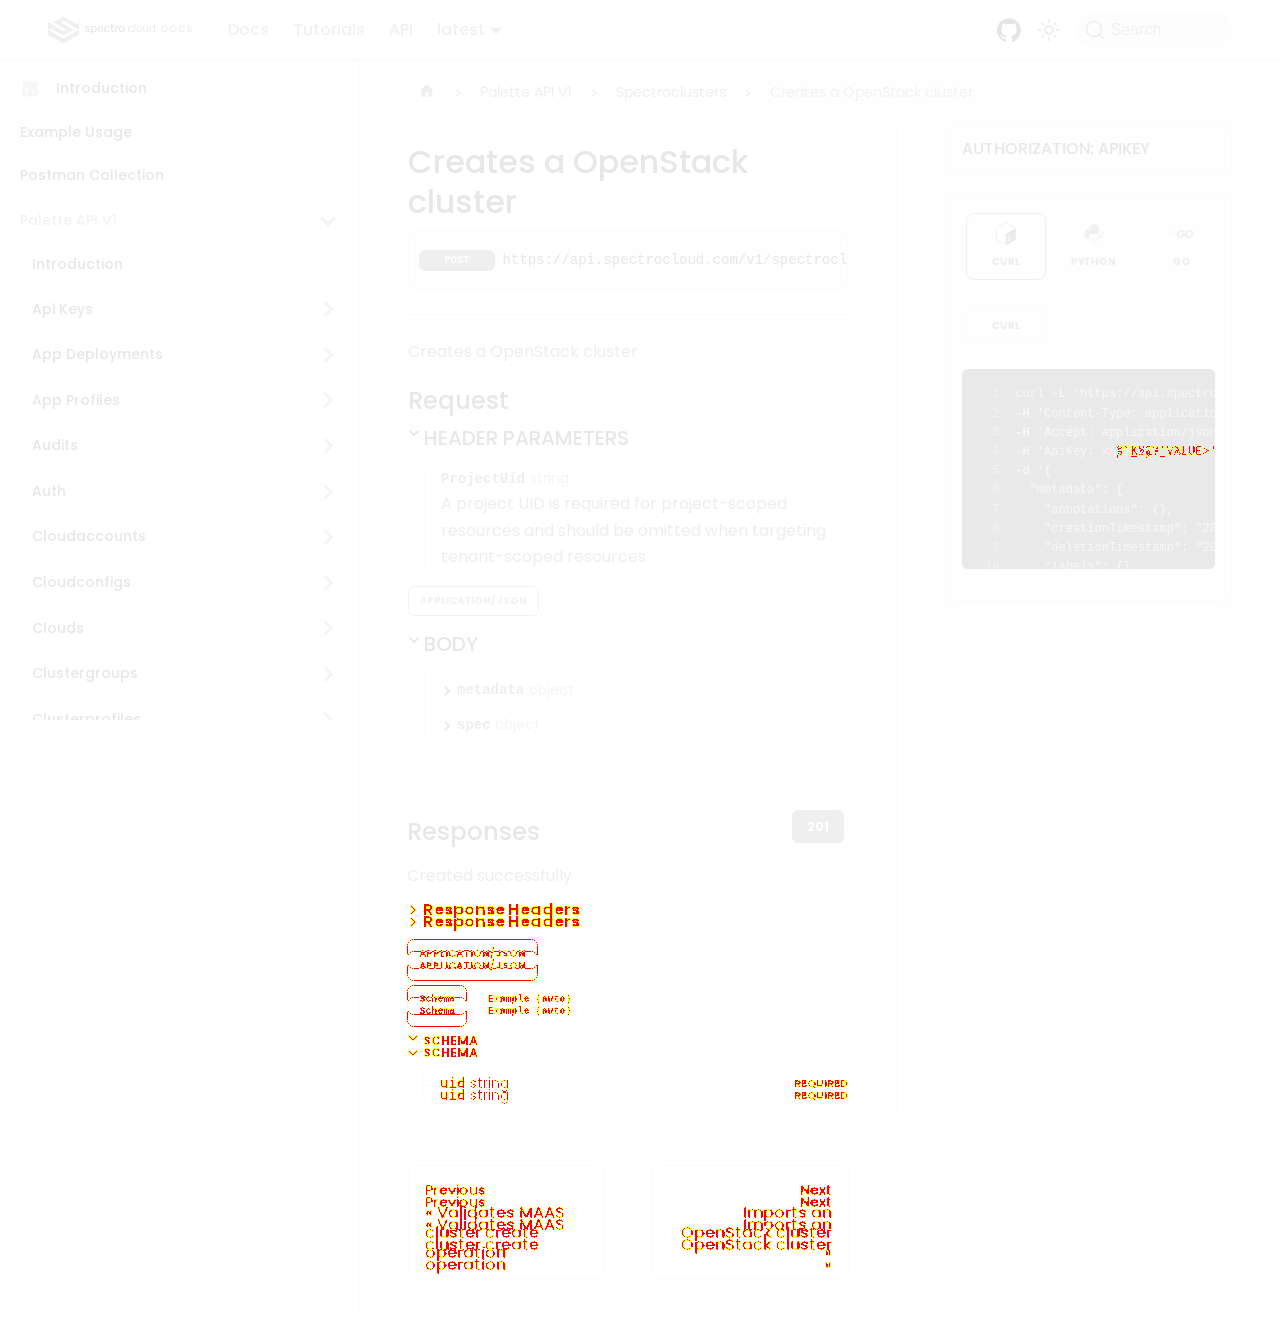 spectro cloud DOCS
Docs
Tutorials
API
latest
Search
Introduction
Example Usage
Postman Collection
Palette API V1
Introduction
Api Keys
App Deployments
App Profiles
Audits
Auth
Cloudaccounts
Cloudconfigs
Clouds
Clustergroups
Clusterprofiles
Palette API V1
Spectroclusters
Creates a OpenStack cluster
Creates a OpenStack
cluster
POST https://api.spectrocloud.com/v1/spectrocl
Creates a OpenStack cluster
Request
HEADER PARAMETERS
ProjectUid string
A project UID is required for project-scoped
resources and should be omitted when targeting
tenant-scoped resources
APPLICATION/JSON
BODY
metadata object
spec object
Responses
201
Created successfully
Response Headers
Response Headers
APPLICATION/JSON
APPLICATION/JSON
Schema Example (auto)
Schema Example (auto)
SCHEMA
SCHEMA
uid string REQUIRED
uid string REQUIRED
Previous
Previous
« Validates MAAS
« Validates MAAS
cluster create
cluster create
operation
operation
Next
Next
Imports an
Imports an
OpenStack cluster
OpenStack cluster
»
»
AUTHORIZATION: APIKEY
CURL
PYTHON
GO
GO
CURL
1 curl -L 'https://api.spectro
2 -H 'Content-Type: applicatio
3 -H 'Accept: application/json
4 -H 'ApiKey:
5 -d '{
6 "metadata": {
7 "annotations": {},
8 "creationTimestamp": "20
9 "deletionTimestamp": "20
10 "labels": {}